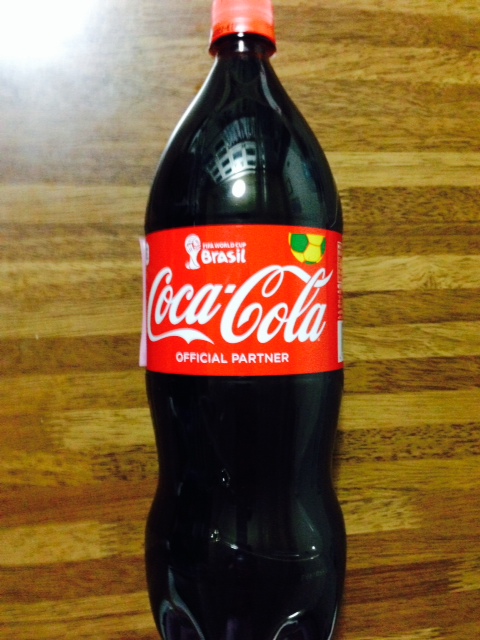 FIFA WORLD CUP
Brasil
Coca-Cola
OFFICIAL PARTNER